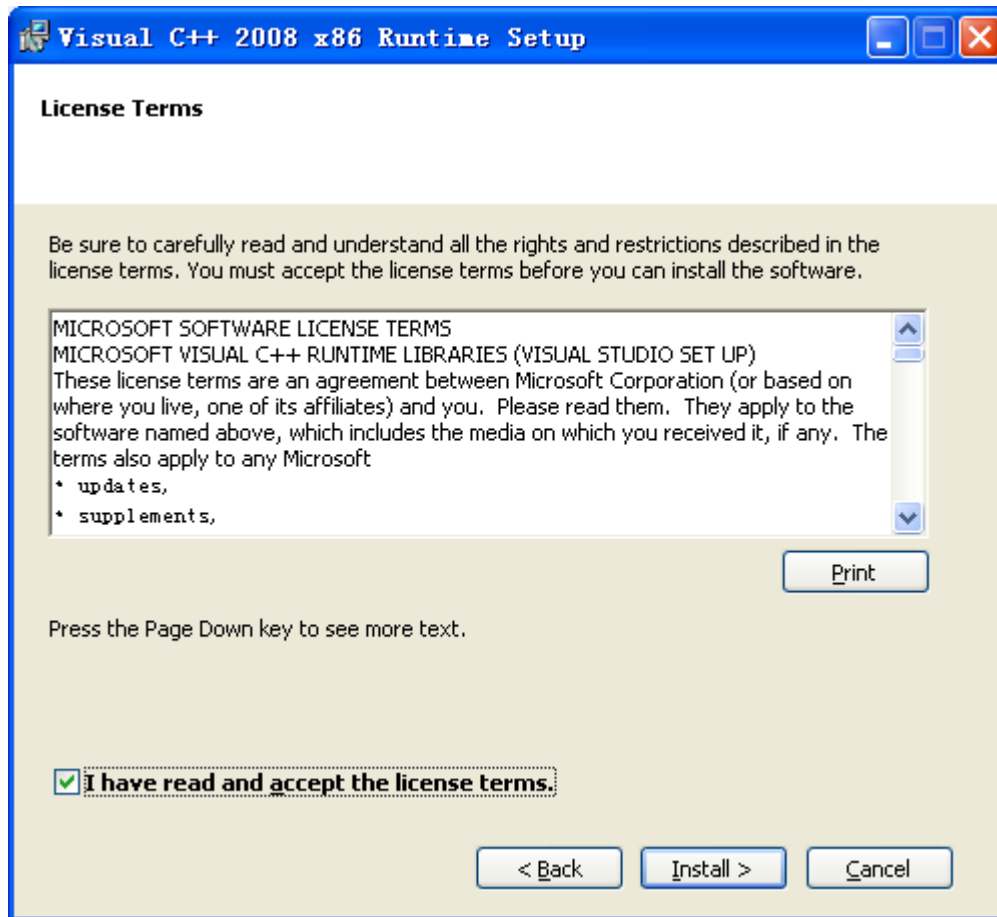 Visual C++ 2008 x86 Runtime Setup
License Terms
Be sure to carefully read and understand all the rights and restrictions described in the
license terms. You must accept the license terms before you can install the software.
MICROSOFT SOFTWARE LICENSE TERMS
MICROSOFT VISUAL C++ RUNTIME LIBRARIES (VISUAL STUDIO SET UP)
These license terms are an agreement between Microsoft Corporation (or based on
where you live, one of its affiliates) and you.  Please read them.  They apply to the
software named above, which includes the media on which you received it, if any.  The
terms also apply to any Microsoft
• updates,
• supplements,
Print
Press the Page Down key to see more text.
I have read and accept the license terms.
< Back
Install >
Cancel